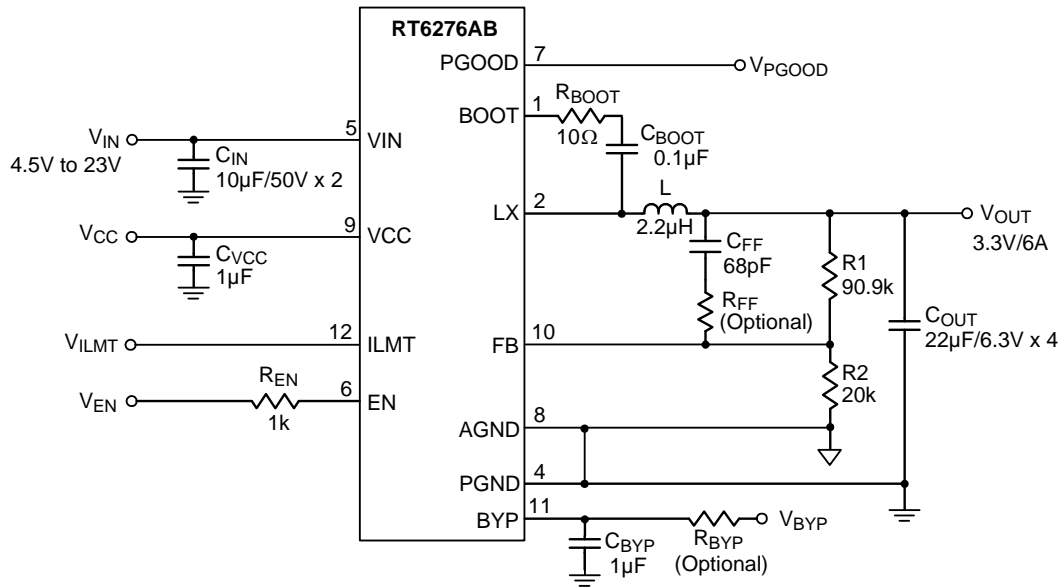 RT6276AB
PGOOD
7
VPGOOD
BOOT
1
RBOOT
10Ω
CBOOT
0.1µF
VIN
4.5V to 23V
5
VIN
CIN
10µF/50V x 2
LX
2
L
2.2µH
VOUT
3.3V/6A
VCC
9
VCC
CVCC
1µF
CFF
68pF
R1
90.9k
RFF
(Optional)
COUT
22µF/6.3V x 4
VILMT
12
ILMT
FB
10
R2
20k
VEN
REN
1k
6
EN
AGND
8
PGND
4
BYP
11
CBYP
1µF
RBYP
(Optional)
VBYP